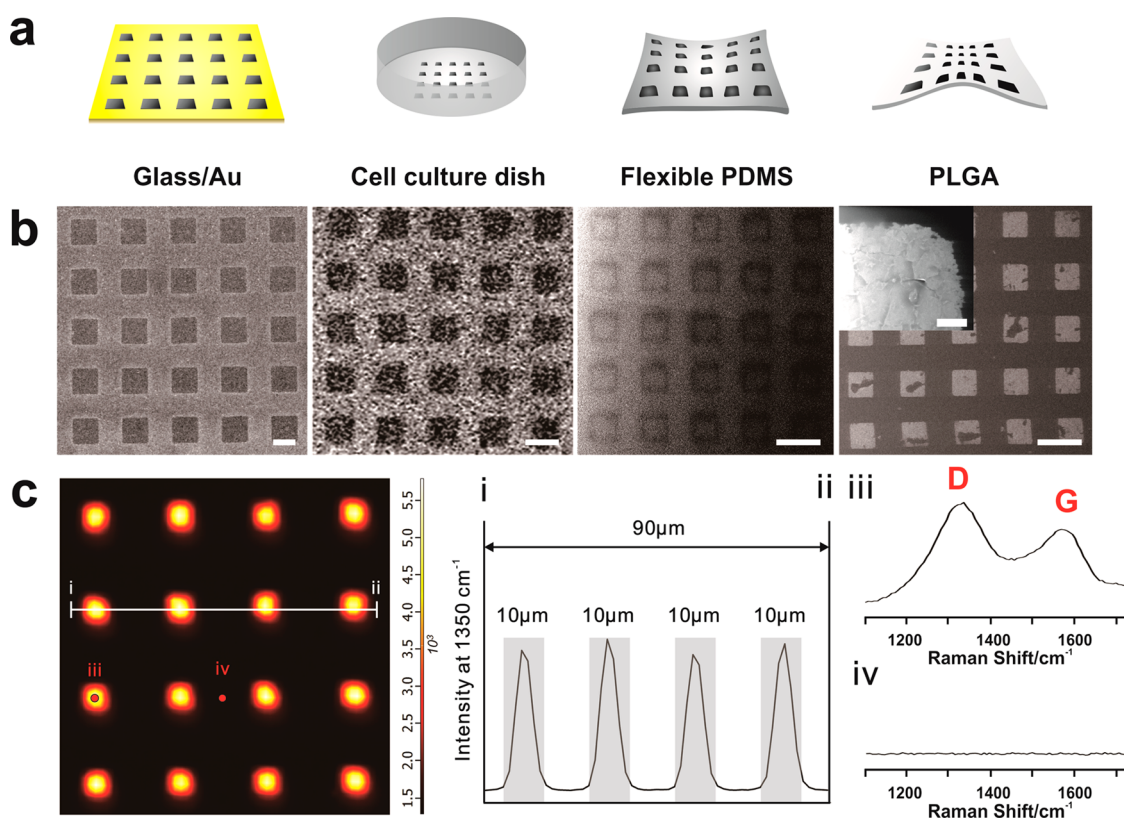 a
Glass/Au
Cell culture dish
Flexible PDMS
PLGA
b
c
i
ii
iii
iv
5.5
5.0
4.5
4.0
3.5
3.0
2.5
2.0
1.5
10³
i
ii
90μm
10μm
10μm
10μm
10μm
Intensity at 1350 cm⁻¹
iii
D
G
1200
1400
1600
Raman Shift/cm⁻¹
iv
1200
1400
1600
Raman Shift/cm⁻¹